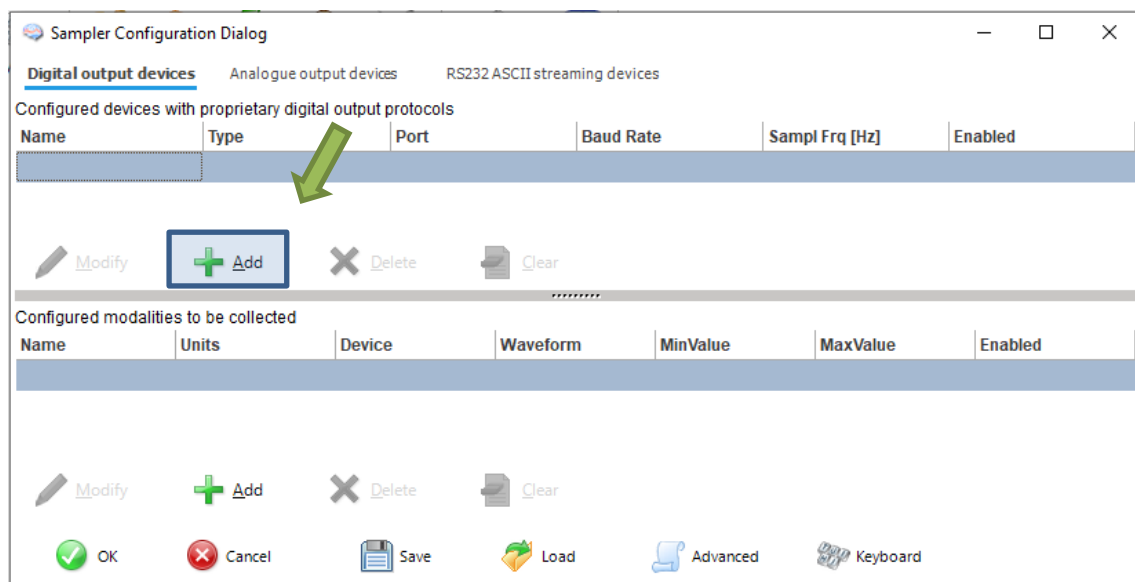 Sampler Configuration Dialog
Digital output devices Analogue output devices RS232 ASCII streaming devices
Configured devices with proprietary digital output protocols
Name Type Port Baud Rate Sampl Frq [Hz] Enabled
Modify Add Delete Clear
Configured modalities to be collected
Name Units Device Waveform MinValue MaxValue Enabled
Modify Add Delete Clear
OK Cancel Save Load Advanced Keyboard